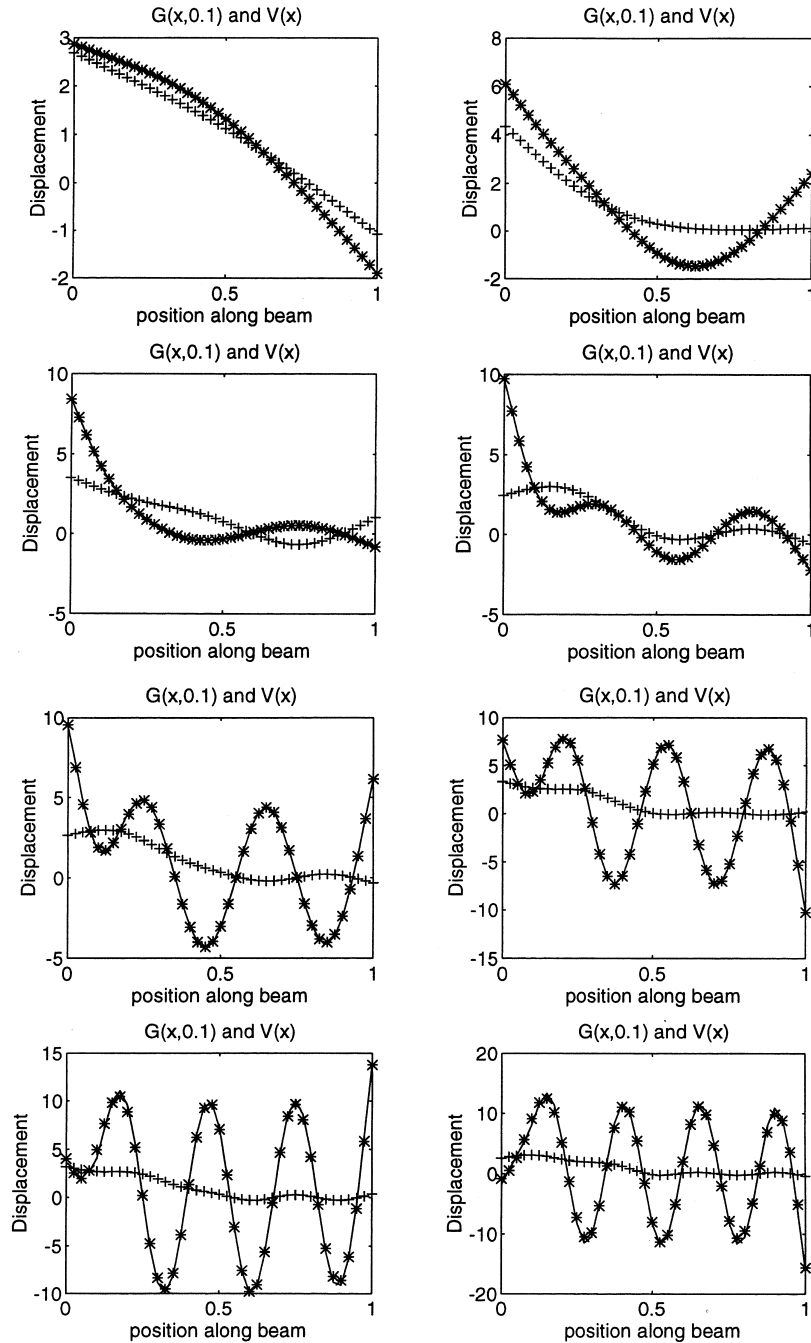 G(x,0.1) and V(x)
3
2
1
0
-1
-2
Displacement
0
0.5
1
position along beam
G(x,0.1) and V(x)
8
6
4
2
0
-2
Displacement
0
0.5
1
position along beam
G(x,0.1) and V(x)
10
5
0
-5
Displacement
0
0.5
1
position along beam
G(x,0.1) and V(x)
10
5
0
-5
Displacement
0
0.5
1
position along beam
G(x,0.1) and V(x)
10
5
0
-5
Displacement
0
0.5
1
position along beam
G(x,0.1) and V(x)
10
5
0
-5
-10
-15
Displacement
0
0.5
1
position along beam
G(x,0.1) and V(x)
15
10
5
0
-5
-10
Displacement
0
0.5
1
position along beam
G(x,0.1) and V(x)
20
10
0
-10
-20
Displacement
0
0.5
1
position along beam